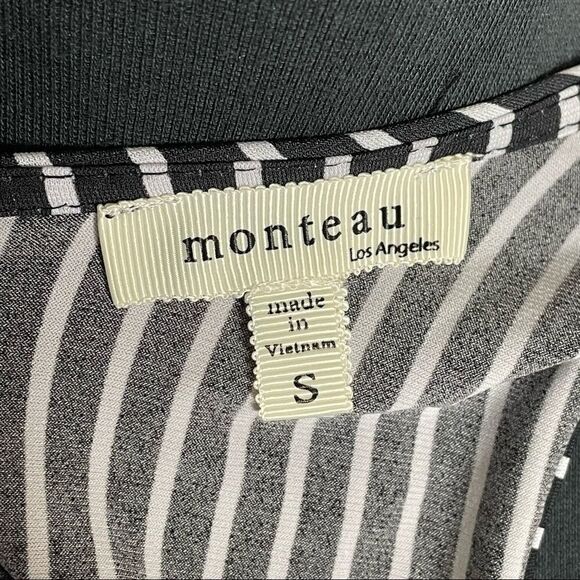 monteau
Los Angeles
made
in
Vietnam
S